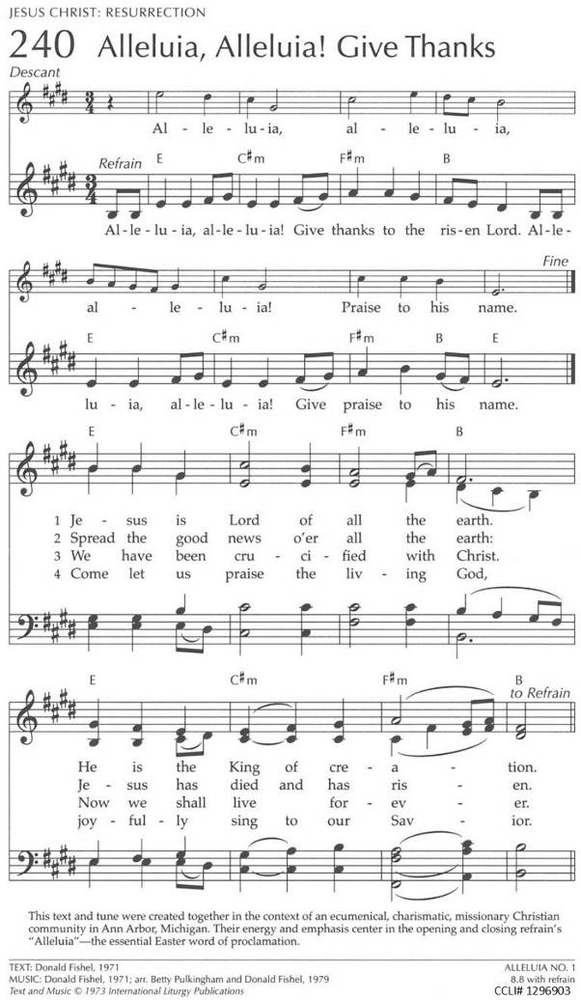 JESUS CHRIST: RESURRECTION
240 Alleluia, Alleluia! Give Thanks
Descant
Al - le - lu - ia, al - le - lu - ia,
Refrain
E C♯m F♯m B
Al-le-lu-ia, al-le-lu-ia! Give thanks to the ris-en Lord. Al-le-
Fine
al - le - lu - ia! Praise to his name.
E C♯m F♯m B E
lu - ia, al-le-lu-ia! Give praise to his name.
E C♯m F♯m B
1 Je - sus is Lord of all the earth.
2 Spread the good news o'er all the earth:
3 We have been cru - ci - fied with Christ.
4 Come let us praise the liv - ing God,
E C♯m F♯m B
to Refrain
He is the King of cre - a - tion.
Je - sus has died and has ris - en.
Now we shall live for - ev - er.
joy - ful - ly sing to our Sav - ior.
This text and tune were created together in the context of an ecumenical, charismatic, missionary Christian
community in Ann Arbor, Michigan. Their energy and emphasis center in the opening and closing refrain's
"Alleluia"—the essential Easter word of proclamation.
TEXT: Donald Fishel, 1971 ALLELUIA NO. 1
MUSIC: Donald Fishel, 1971; arr. Betty Pulkingham and Donald Fishel, 1979 8.8 with refrain
Text and Music © 1973 International Liturgy Publications CCLI# 1296903